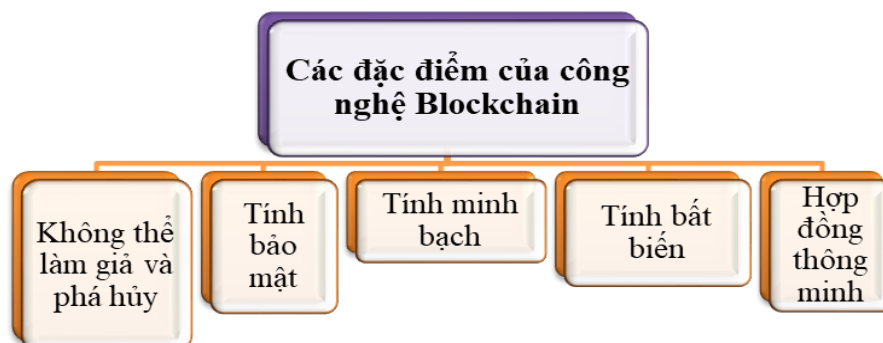 Các đặc điểm của công
nghệ Blockchain
Không thể
làm giả và
phá hủy
Tính
bảo
mật
Tính minh
bạch
Tính bất
biến
Hợp
đồng
thông
minh